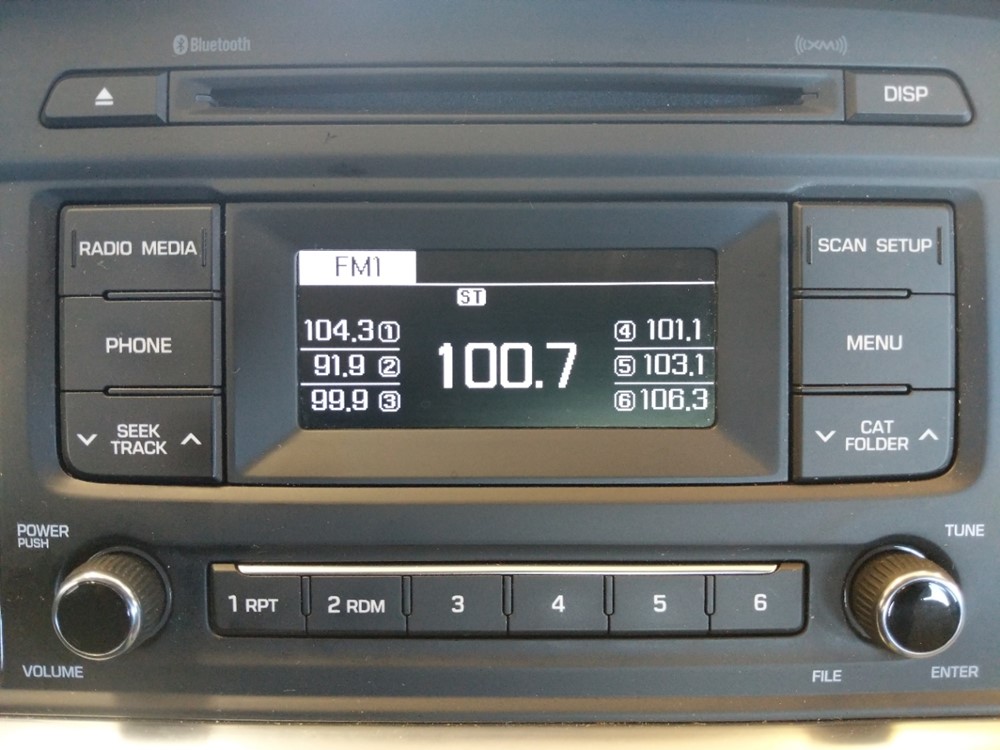 Bluetooth
((XM))
DISP
RADIO MEDIA
SCAN SETUP
FM1
ST
PHONE
104.3 1
91.9 2
99.9 3
100.7
4 101.1
5 103.1
6 106.3
MENU
SEEK
TRACK
CAT
FOLDER
POWER
PUSH
TUNE
1 RPT
2 RDM
3
4
5
6
VOLUME
FILE
ENTER